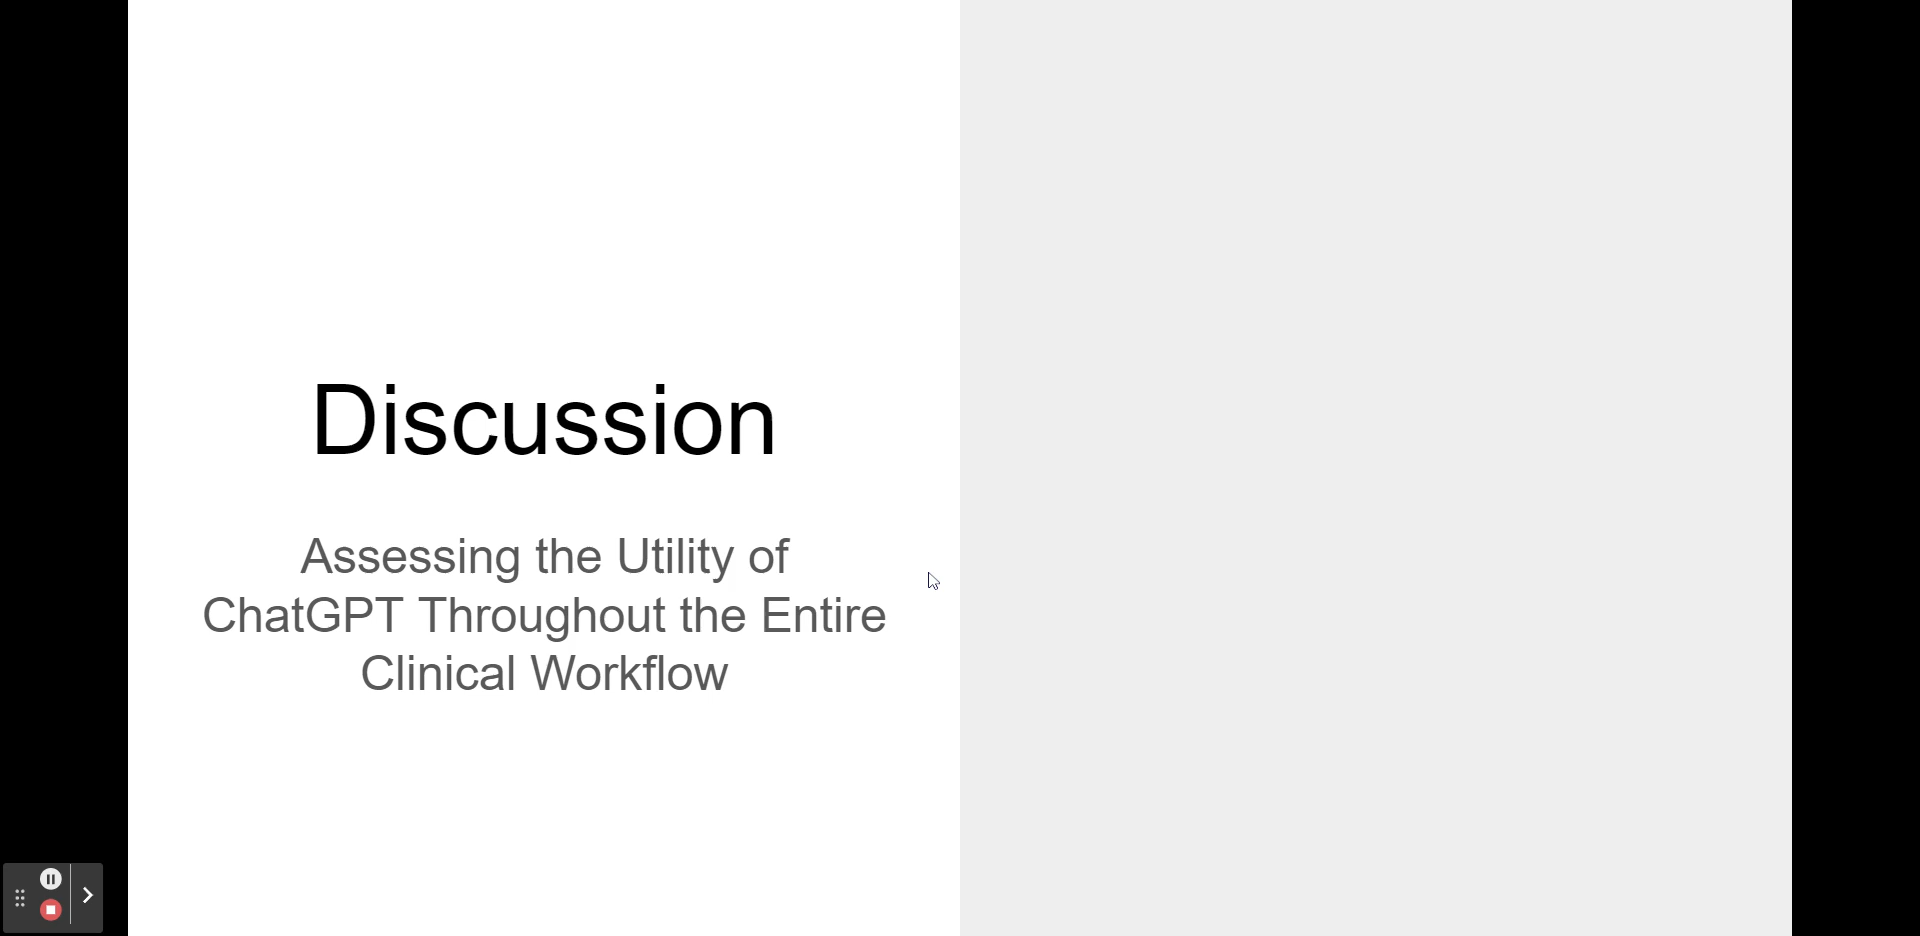 Discussion
Assessing the Utility of
ChatGPT Throughout the Entire
Clinical Workflow